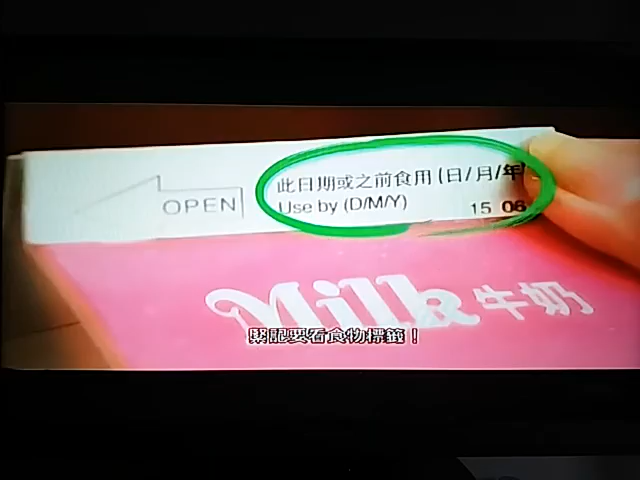 此日期或之前食用 (日/月/年
OPEN
Use by (D/M/Y)
15 06
Milk 牛奶
緊記要看食物標籤！